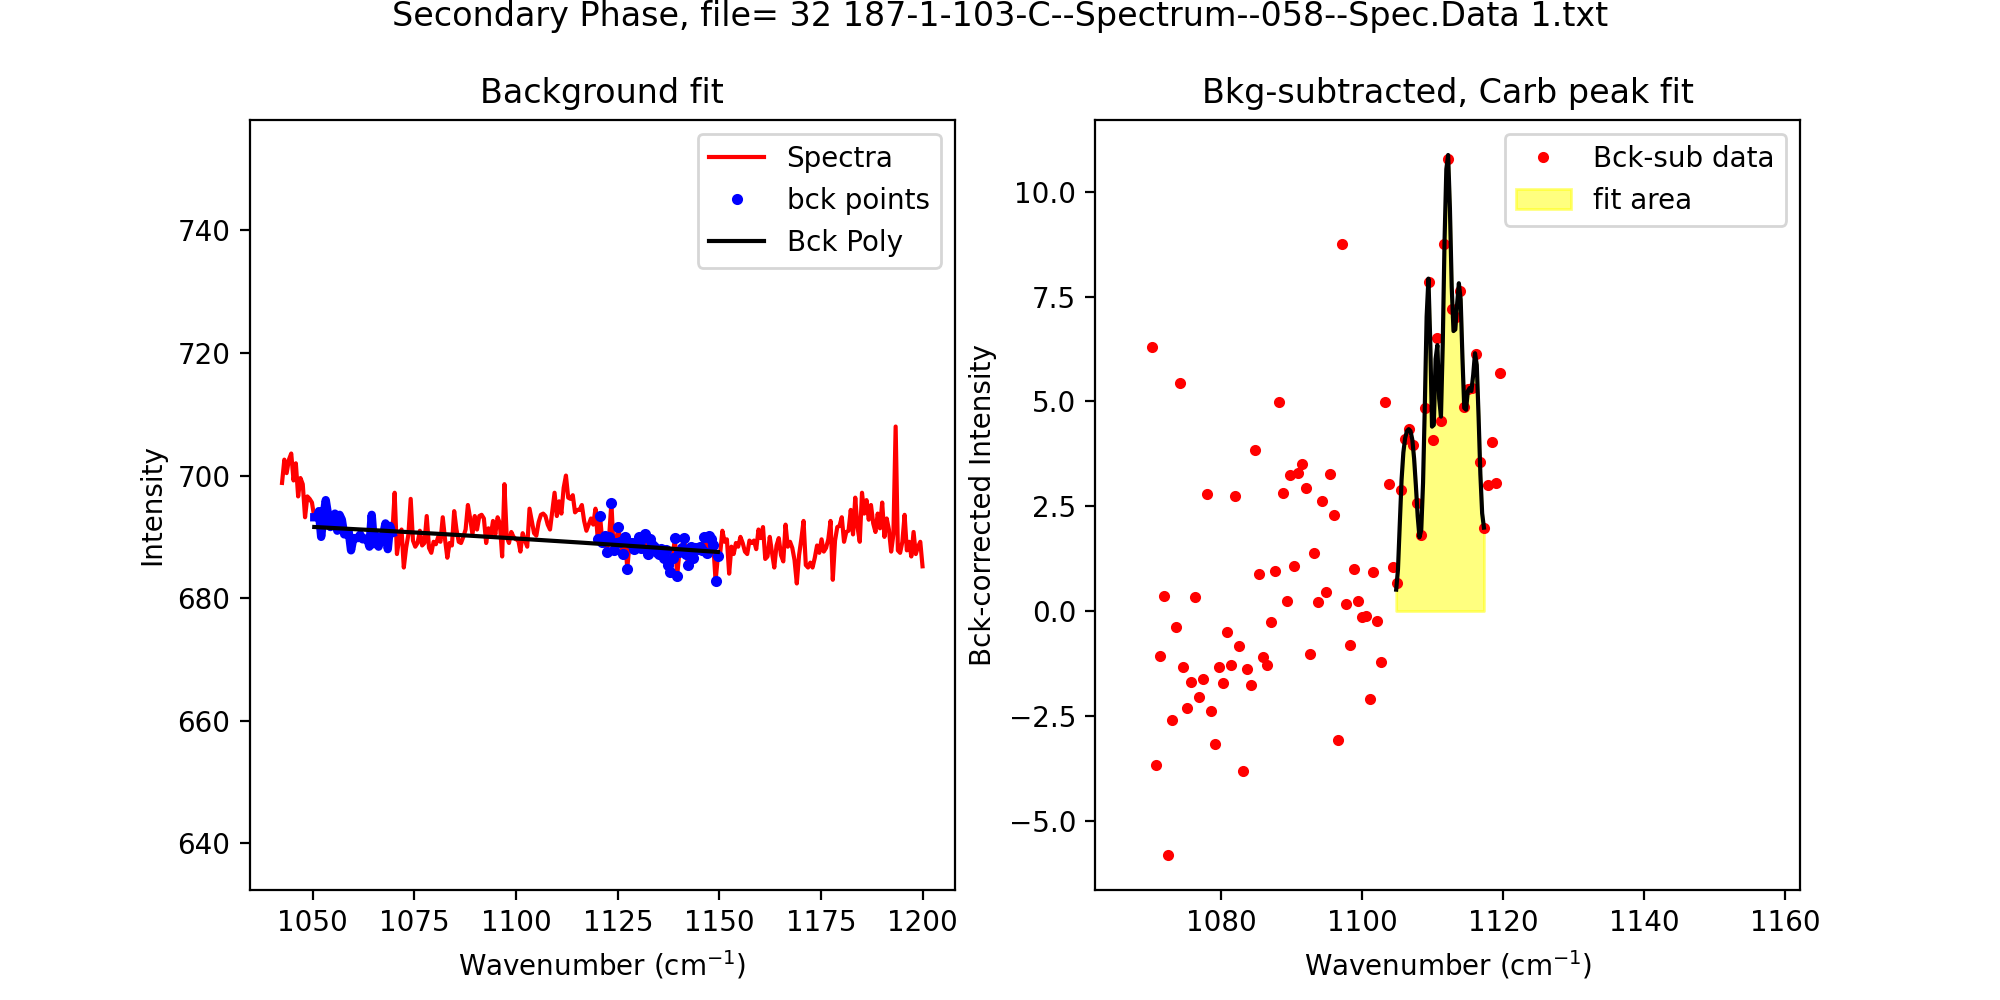 Secondary Phase, file= 32 187-1-103-C--Spectrum--058--Spec.Data 1.txt
Background fit
Spectra
bck points
Bck Poly
740
720
700
680
660
640
Intensity
1050 1075 1100 1125 1150 1175 1200
Wavenumber (cm⁻¹)
Bkg-subtracted, Carb peak fit
Bck-sub data
fit area
10.0
7.5
5.0
2.5
0.0
−2.5
−5.0
Bck-corrected Intensity
1080 1100 1120 1140 1160
Wavenumber (cm⁻¹)